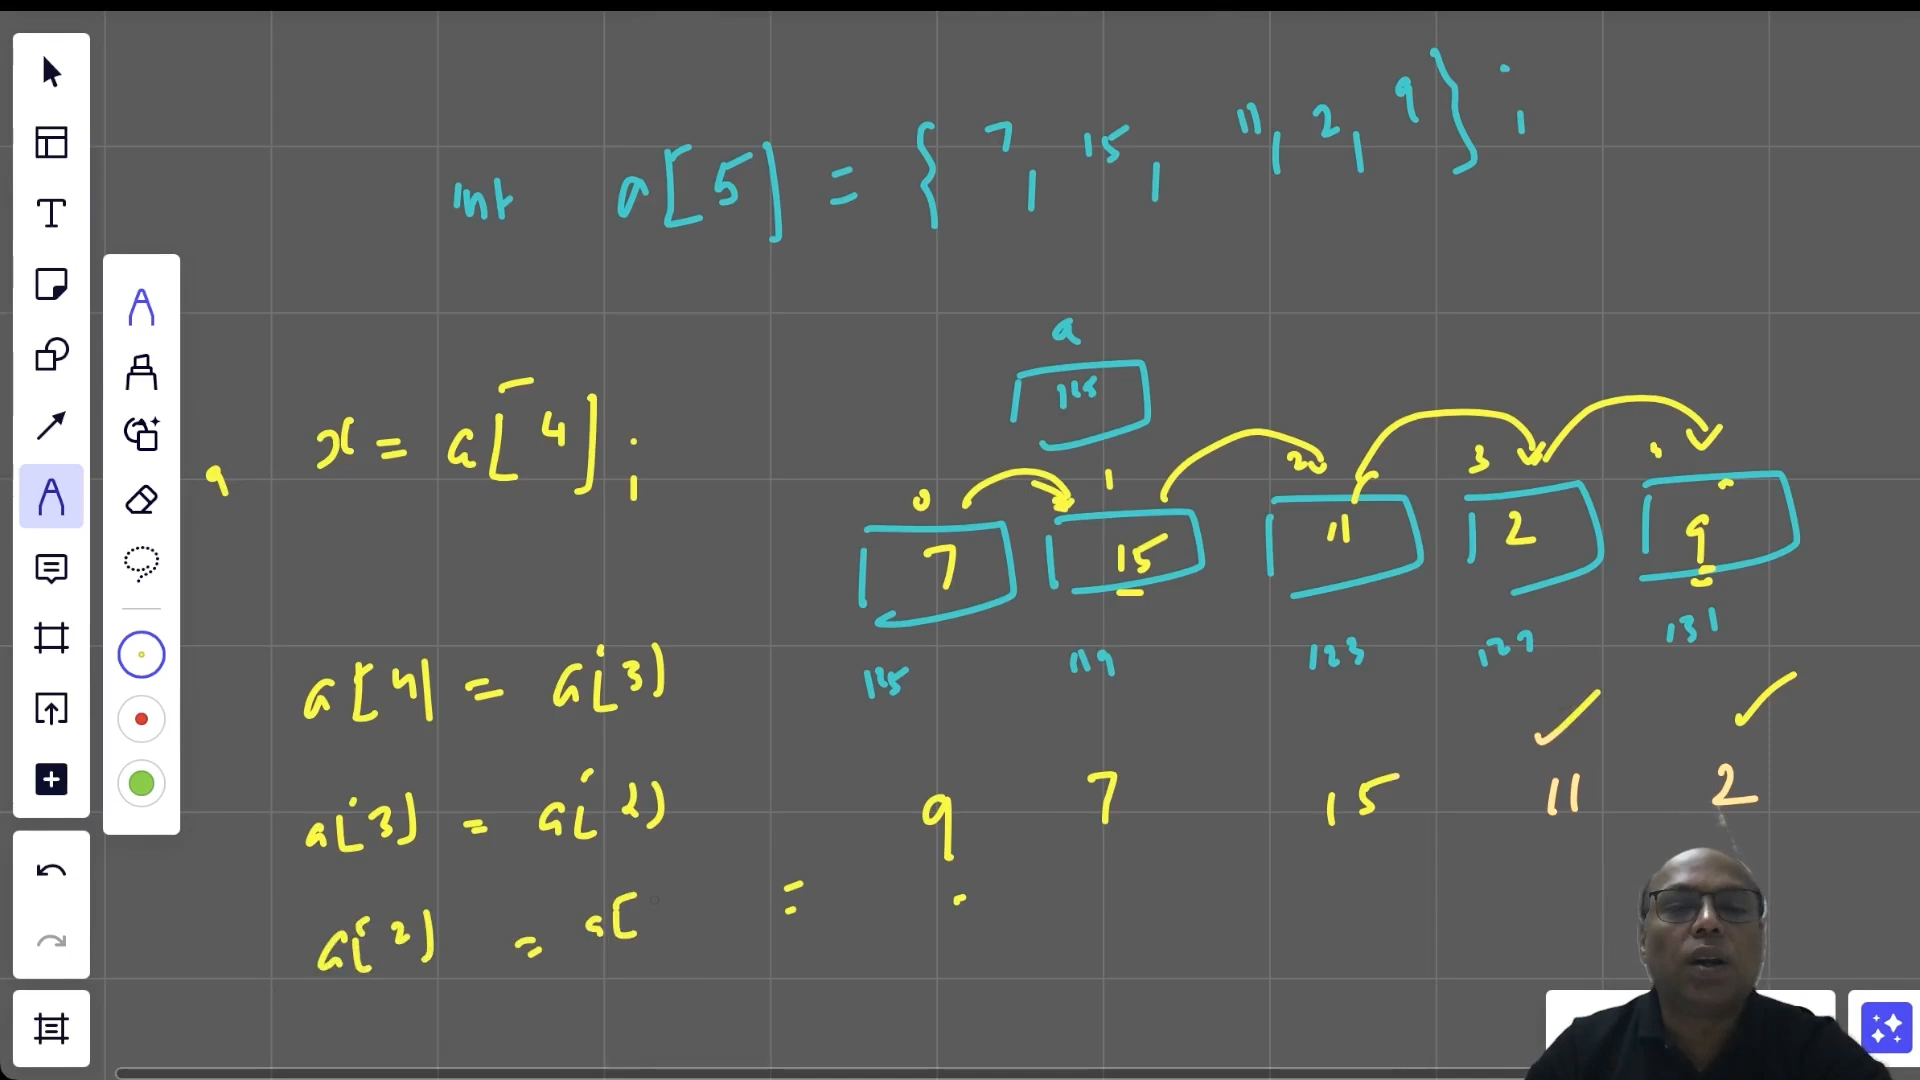 int a[5] = { 7, 15, 11, 2, 9 };
a
115
x = a[4];
9
0 1 2 3
7 15 11 2 9
115 119 123 127 131
a[4] = a[3]
a[3] = a[2]
9 7 15 11 2
a[2] = a[
T